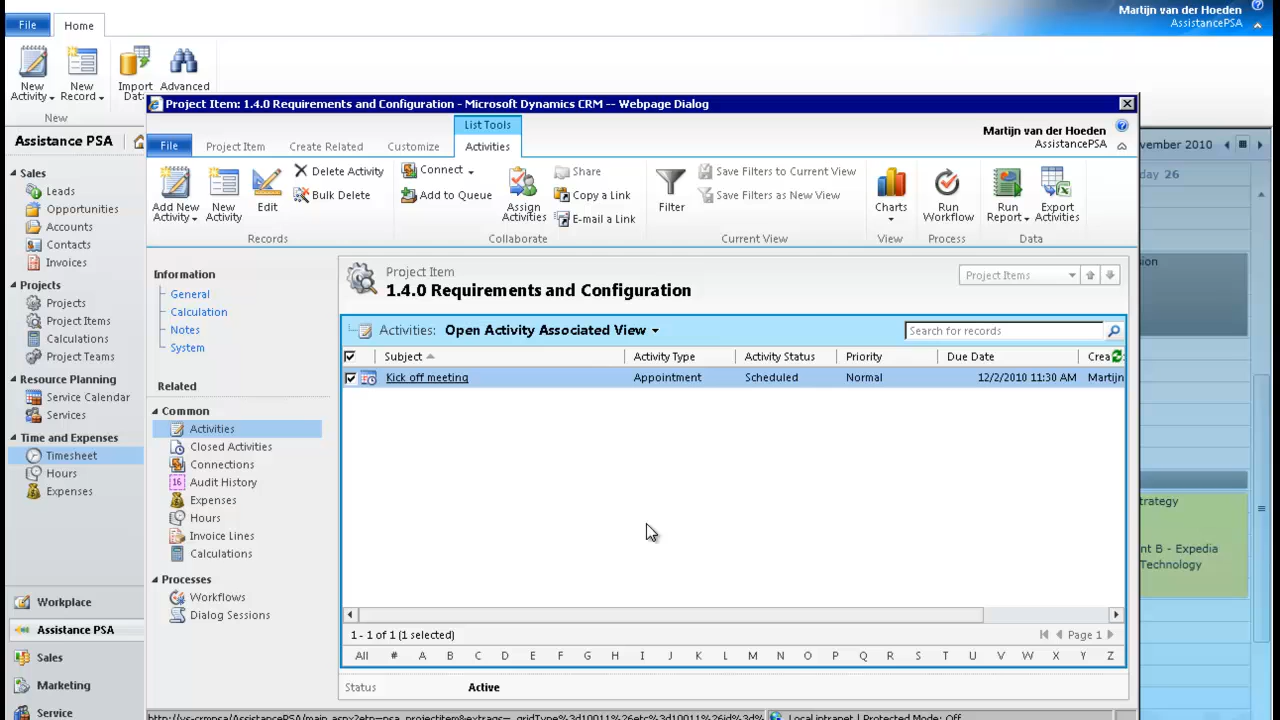 Martijn van der Hoeden
AssistancePSA
File
Home
New Activity
New Record
Import Data
Advanced
New
Assistance PSA
Sales
Leads
Opportunities
Accounts
Contacts
Invoices
Projects
Projects
Project Items
Calculations
Project Teams
Resource Planning
Service Calendar
Services
Time and Expenses
Timesheet
Hours
Expenses
Workplace
Assistance PSA
Sales
Marketing
Service
Project Item: 1.4.0 Requirements and Configuration - Microsoft Dynamics CRM -- Webpage Dialog
List Tools
Martijn van der Hoeden
AssistancePSA
File
Project Item
Create Related
Customize
Activities
Add New Activity
New Activity
Edit
Delete Activity
Bulk Delete
Records
Connect
Add to Queue
Assign Activities
Share
Copy a Link
E-mail a Link
Collaborate
Filter
Save Filters to Current View
Save Filters as New View
Current View
Charts
View
Run Workflow
Process
Run Report
Export Activities
Data
Information
General
Calculation
Notes
System
Related
Common
Activities
Closed Activities
Connections
16 Audit History
Expenses
Hours
Invoice Lines
Calculations
Processes
Workflows
Dialog Sessions
Project Item
1.4.0 Requirements and Configuration
Project Items
Activities: Open Activity Associated View
Search for records
Subject Activity Type Activity Status Priority Due Date Crea
Kick off meeting Appointment Scheduled Normal 12/2/2010 11:30 AM Martijn
1 - 1 of 1 (1 selected)
Page 1
All # A B C D E F G H I J K L M N O P Q R S T U V W X Y Z
Status Active
Local intranet | Protected Mode: Off
vember 2010
day 26
ion
trategy
nt B - Expedia
Technology